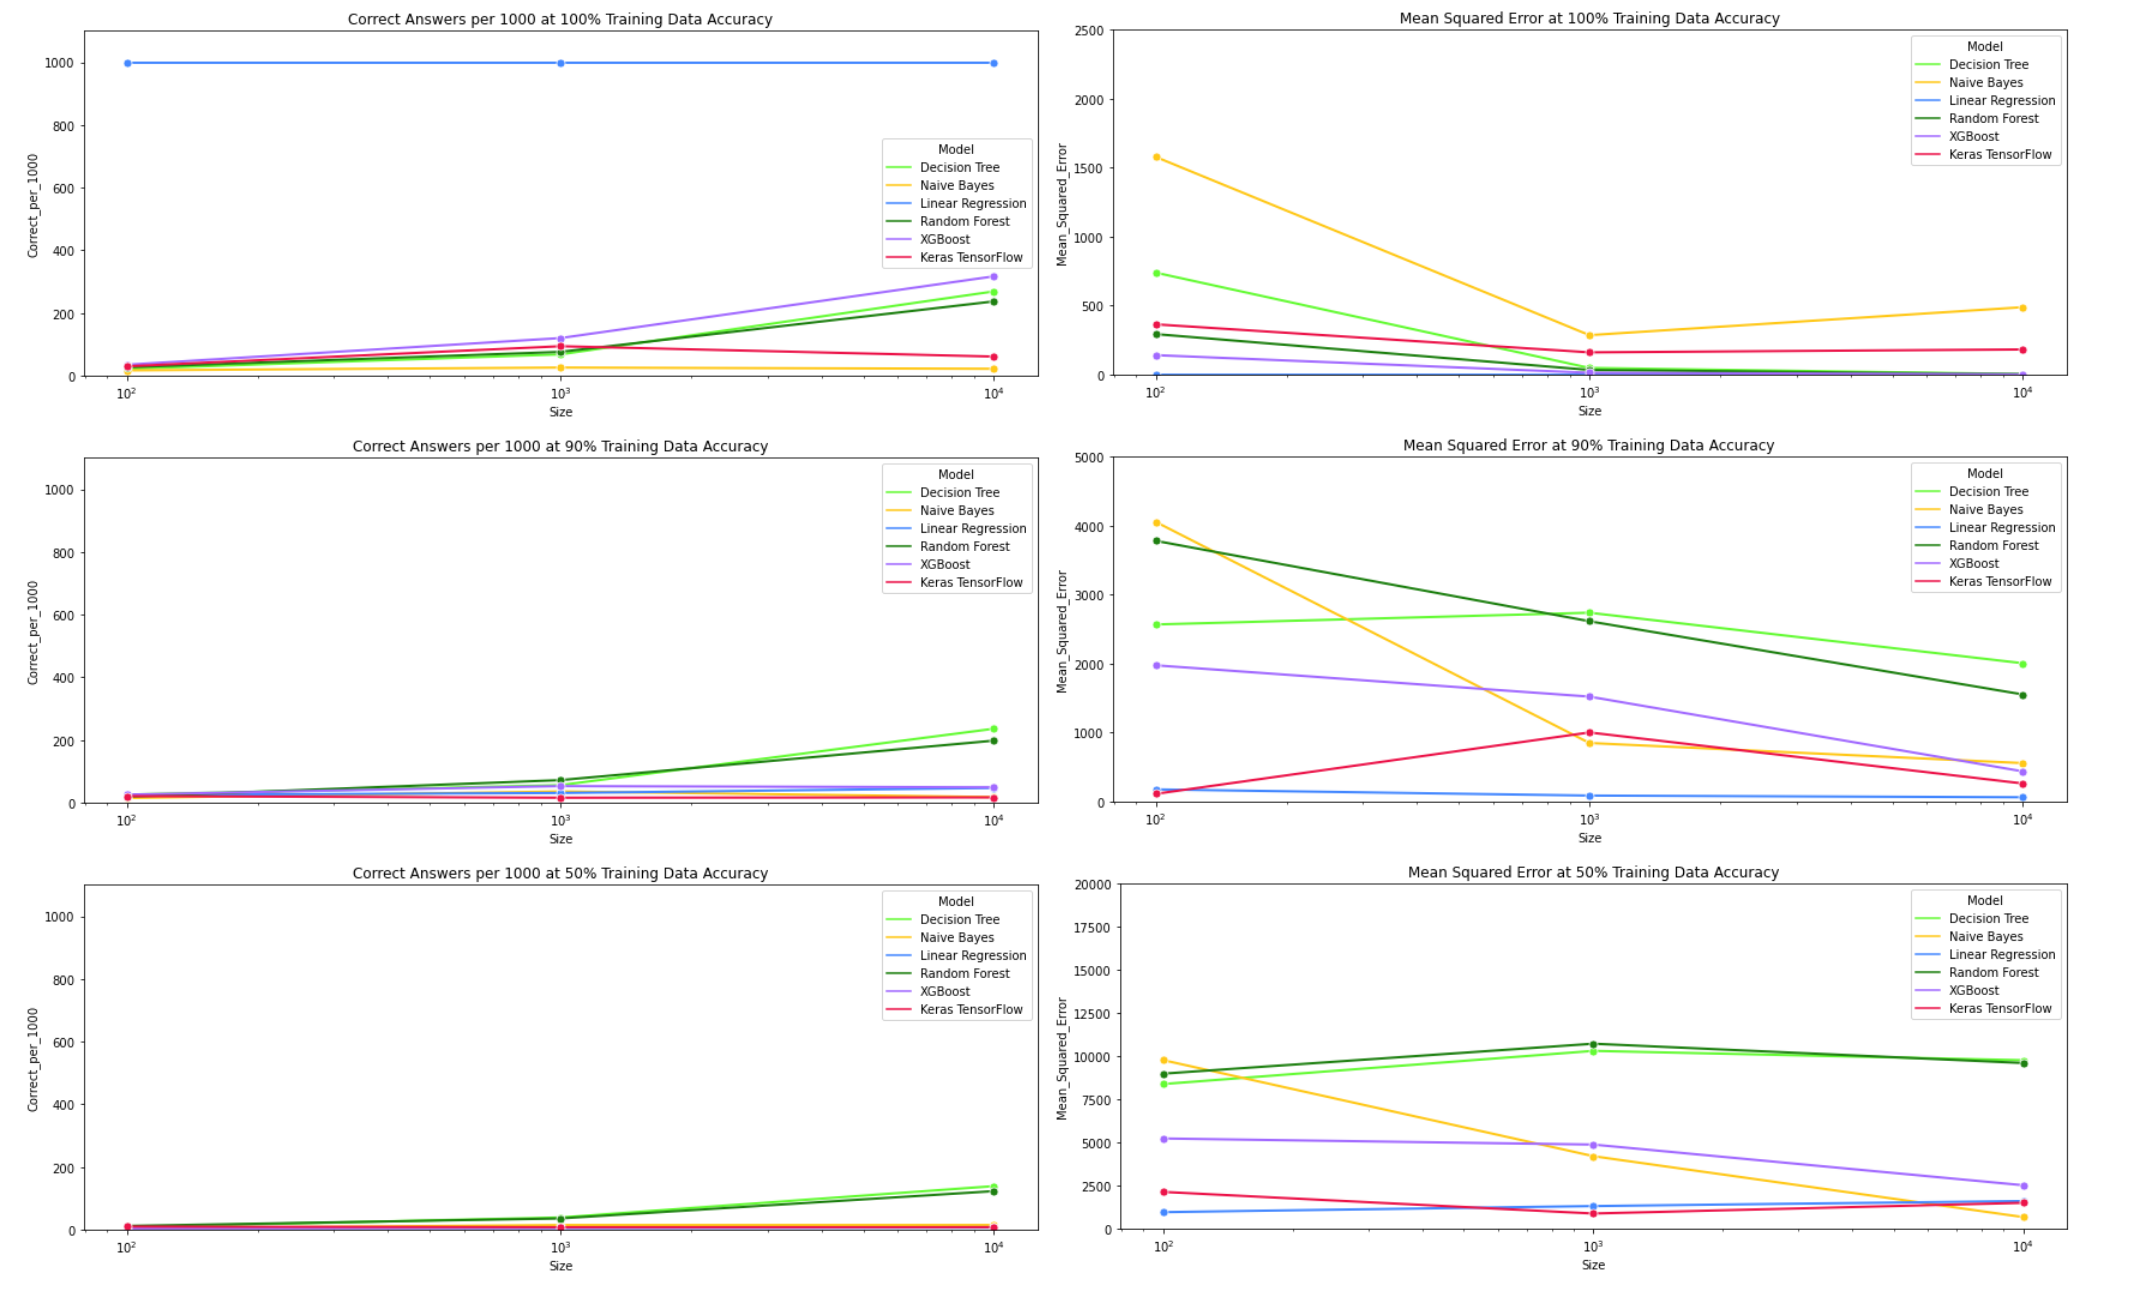 Correct Answers per 1000 at 100% Training Data Accuracy
Correct_per_1000
1000
800
600
400
200
0
Model
Decision Tree
Naive Bayes
Linear Regression
Random Forest
XGBoost
Keras TensorFlow
10²
10³
10⁴
Size
Mean Squared Error at 100% Training Data Accuracy
Mean_Squared_Error
2500
2000
1500
1000
500
0
Model
Decision Tree
Naive Bayes
Linear Regression
Random Forest
XGBoost
Keras TensorFlow
10²
10³
10⁴
Size
Correct Answers per 1000 at 90% Training Data Accuracy
Correct_per_1000
1000
800
600
400
200
0
Model
Decision Tree
Naive Bayes
Linear Regression
Random Forest
XGBoost
Keras TensorFlow
10²
10³
10⁴
Size
Mean Squared Error at 90% Training Data Accuracy
Mean_Squared_Error
5000
4000
3000
2000
1000
0
Model
Decision Tree
Naive Bayes
Linear Regression
Random Forest
XGBoost
Keras TensorFlow
10²
10³
10⁴
Size
Correct Answers per 1000 at 50% Training Data Accuracy
Correct_per_1000
1000
800
600
400
200
0
Model
Decision Tree
Naive Bayes
Linear Regression
Random Forest
XGBoost
Keras TensorFlow
10²
10³
10⁴
Size
Mean Squared Error at 50% Training Data Accuracy
Mean_Squared_Error
20000
17500
15000
12500
10000
7500
5000
2500
0
Model
Decision Tree
Naive Bayes
Linear Regression
Random Forest
XGBoost
Keras TensorFlow
10²
10³
10⁴
Size